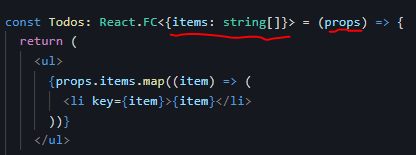 const Todos: React.FC<{items: string[]}> = (props) => {
  return (
    <ul>
      {props.items.map((item) => (
        <li key={item}>{item}</li>
      ))}
    </ul>